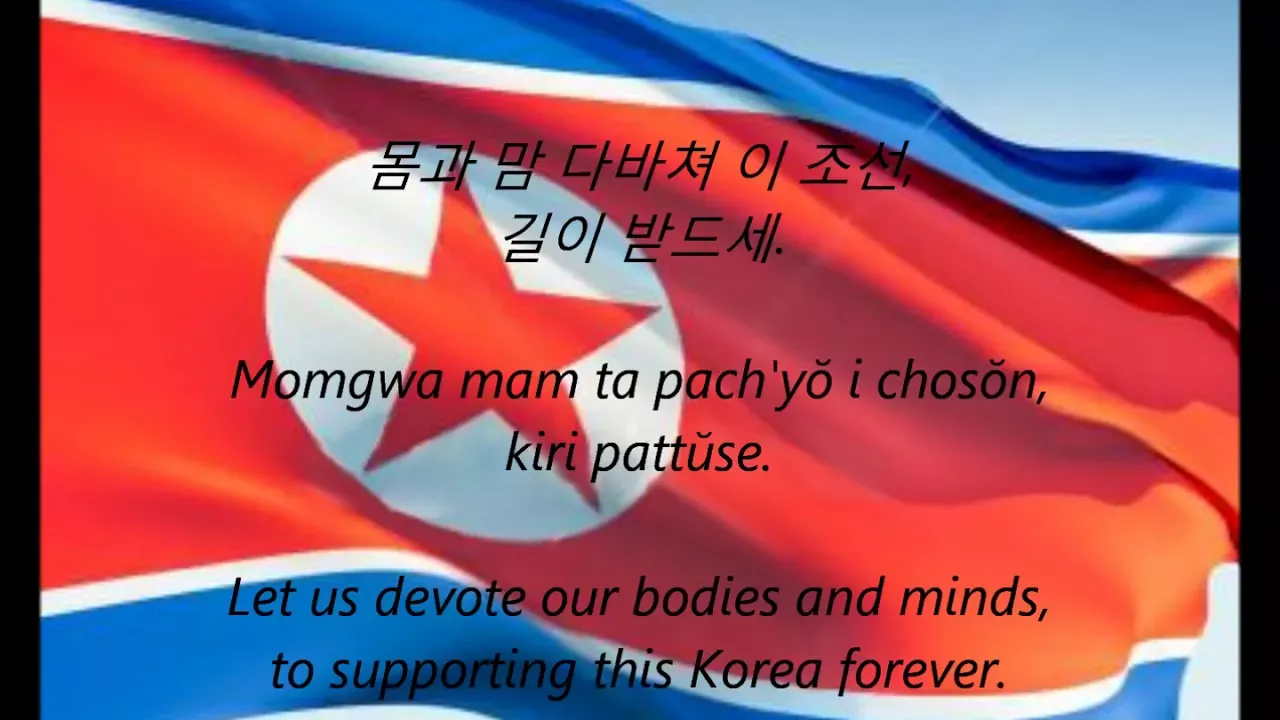 몸과 맘 다바쳐 이 조선,
길이 받드세.
Momgwa mam ta pach'yŏ i chosŏn,
kiri pattŭse.
Let us devote our bodies and minds,
to supporting this Korea forever.